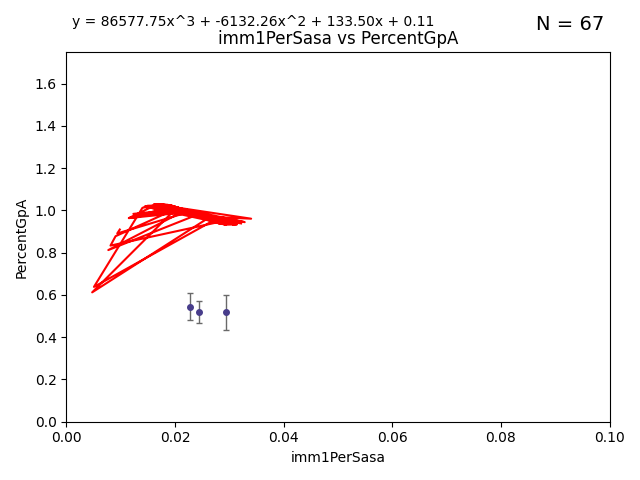 y = 86577.75x^3 + -6132.26x^2 + 133.50x + 0.11
N = 67
imm1PerSasa vs PercentGpA
PercentGpA
1.6
1.4
1.2
1.0
0.8
0.6
0.4
0.2
0.0
0.00 0.02 0.04 0.06 0.08 0.10
imm1PerSasa